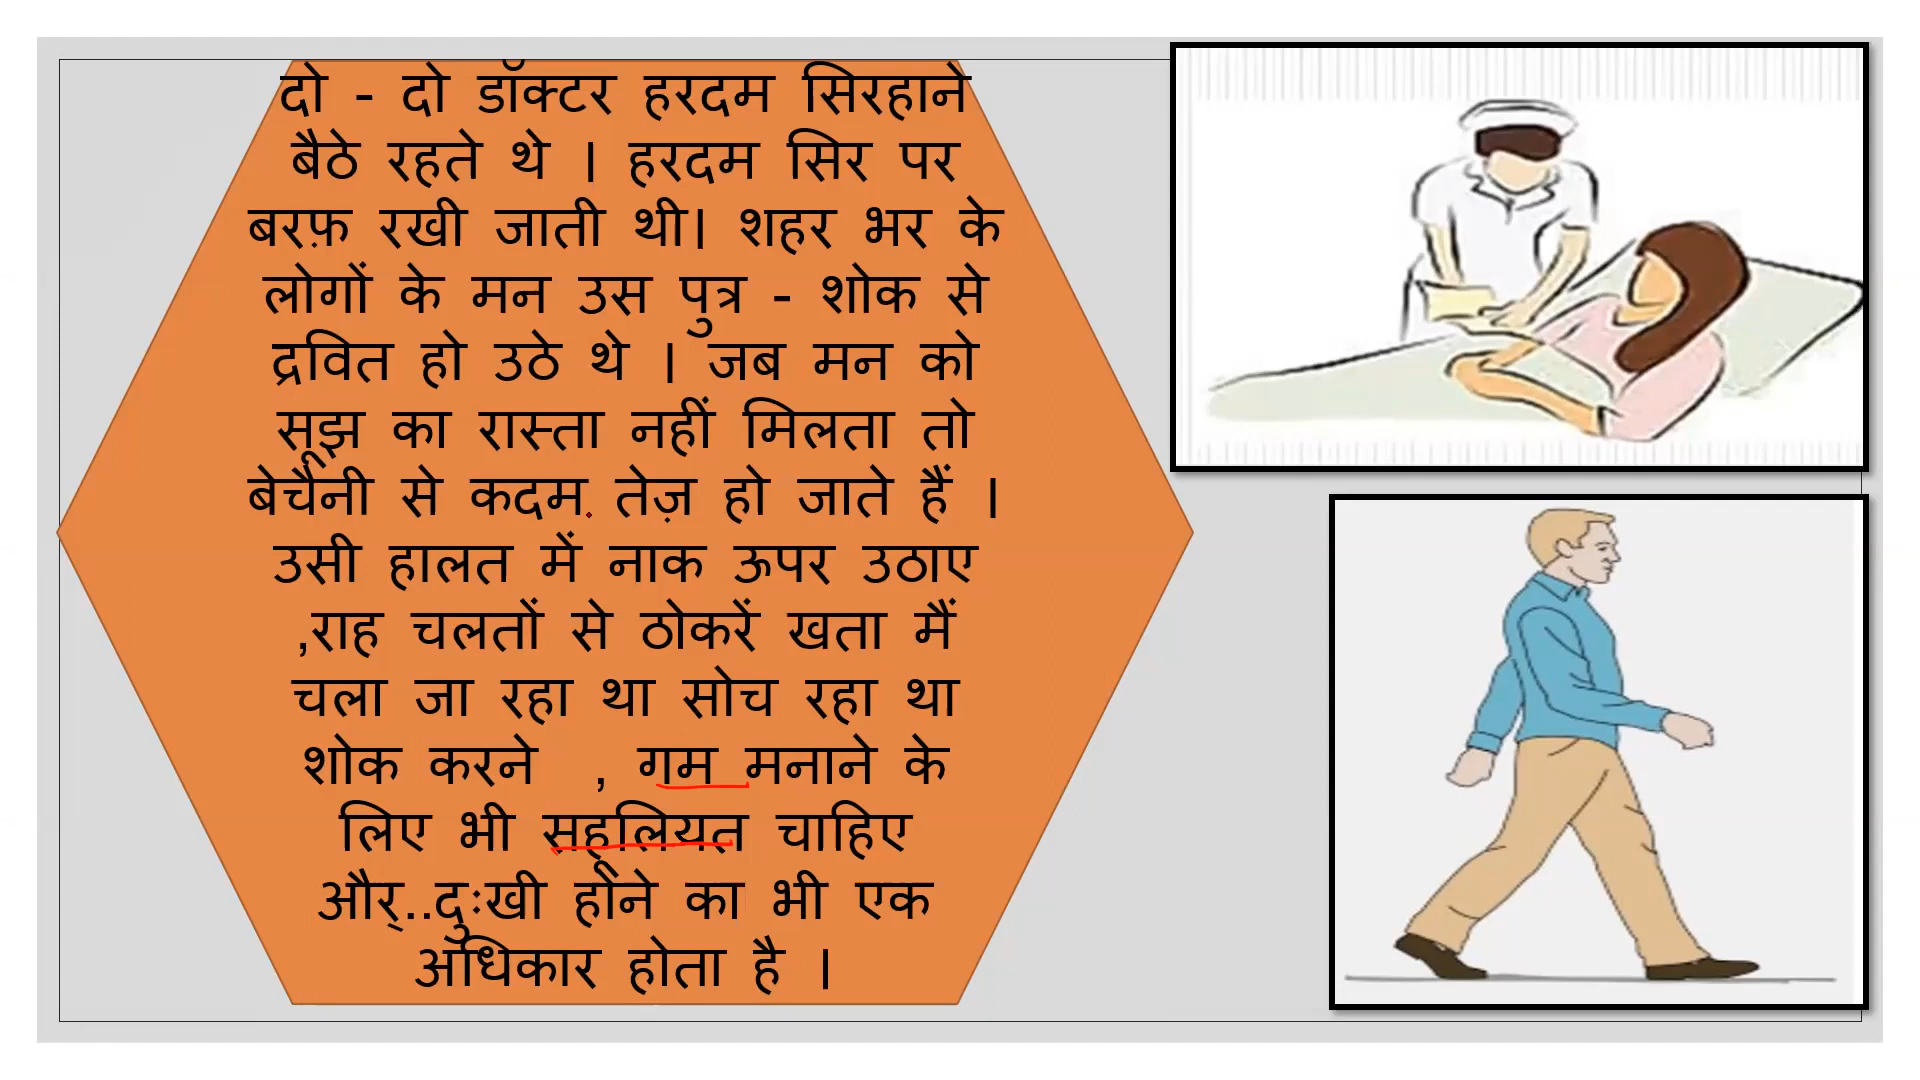 दो - दो डॉक्टर हरदम सिरहाने
बैठे रहते थे । हरदम सिर पर
बरफ़ रखी जाती थी। शहर भर के
लोगों के मन उस पुत्र - शोक से
द्रवित हो उठे थे । जब मन को
सूझ का रास्ता नहीं मिलता तो
बेचैनी से कदम तेज़ हो जाते हैं ।
उसी हालत में नाक ऊपर उठाए
,राह चलतों से ठोकरें खता मैं
चला जा रहा था सोच रहा था
शोक करने , गम मनाने के
लिए भी सहूलियत चाहिए
और्..दुःखी होने का भी एक
अधिकार होता है ।